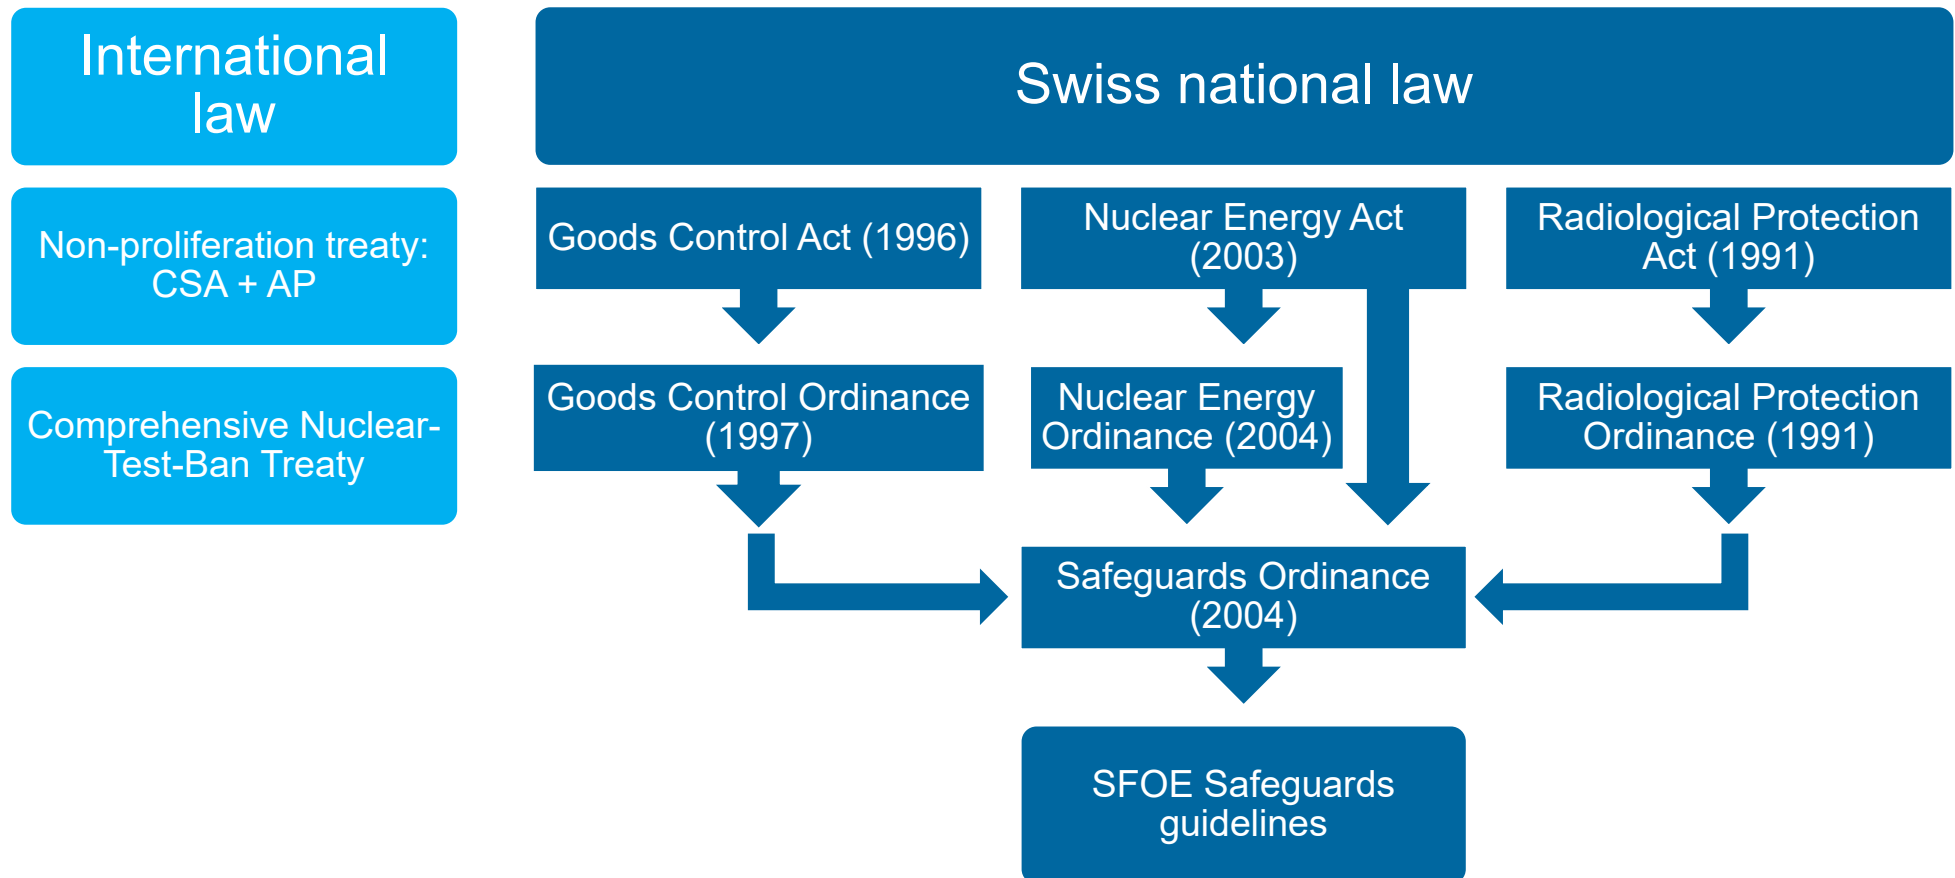 International
law
Swiss national law
Non-proliferation treaty:
CSA + AP
Goods Control Act (1996)
Nuclear Energy Act
(2003)
Radiological Protection
Act (1991)
Comprehensive Nuclear-
Test-Ban Treaty
Goods Control Ordinance
(1997)
Nuclear Energy
Ordinance (2004)
Radiological Protection
Ordinance (1991)
Safeguards Ordinance
(2004)
SFOE Safeguards
guidelines